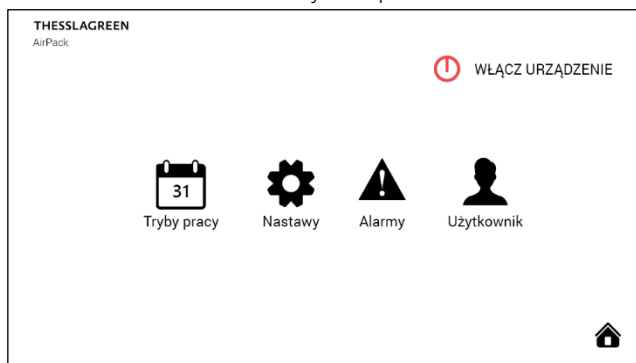 THESSLAGREEN
AirPack
WŁĄCZ URZĄDZENIE
31
Tryby pracy
Nastawy
Alarmy
Użytkownik